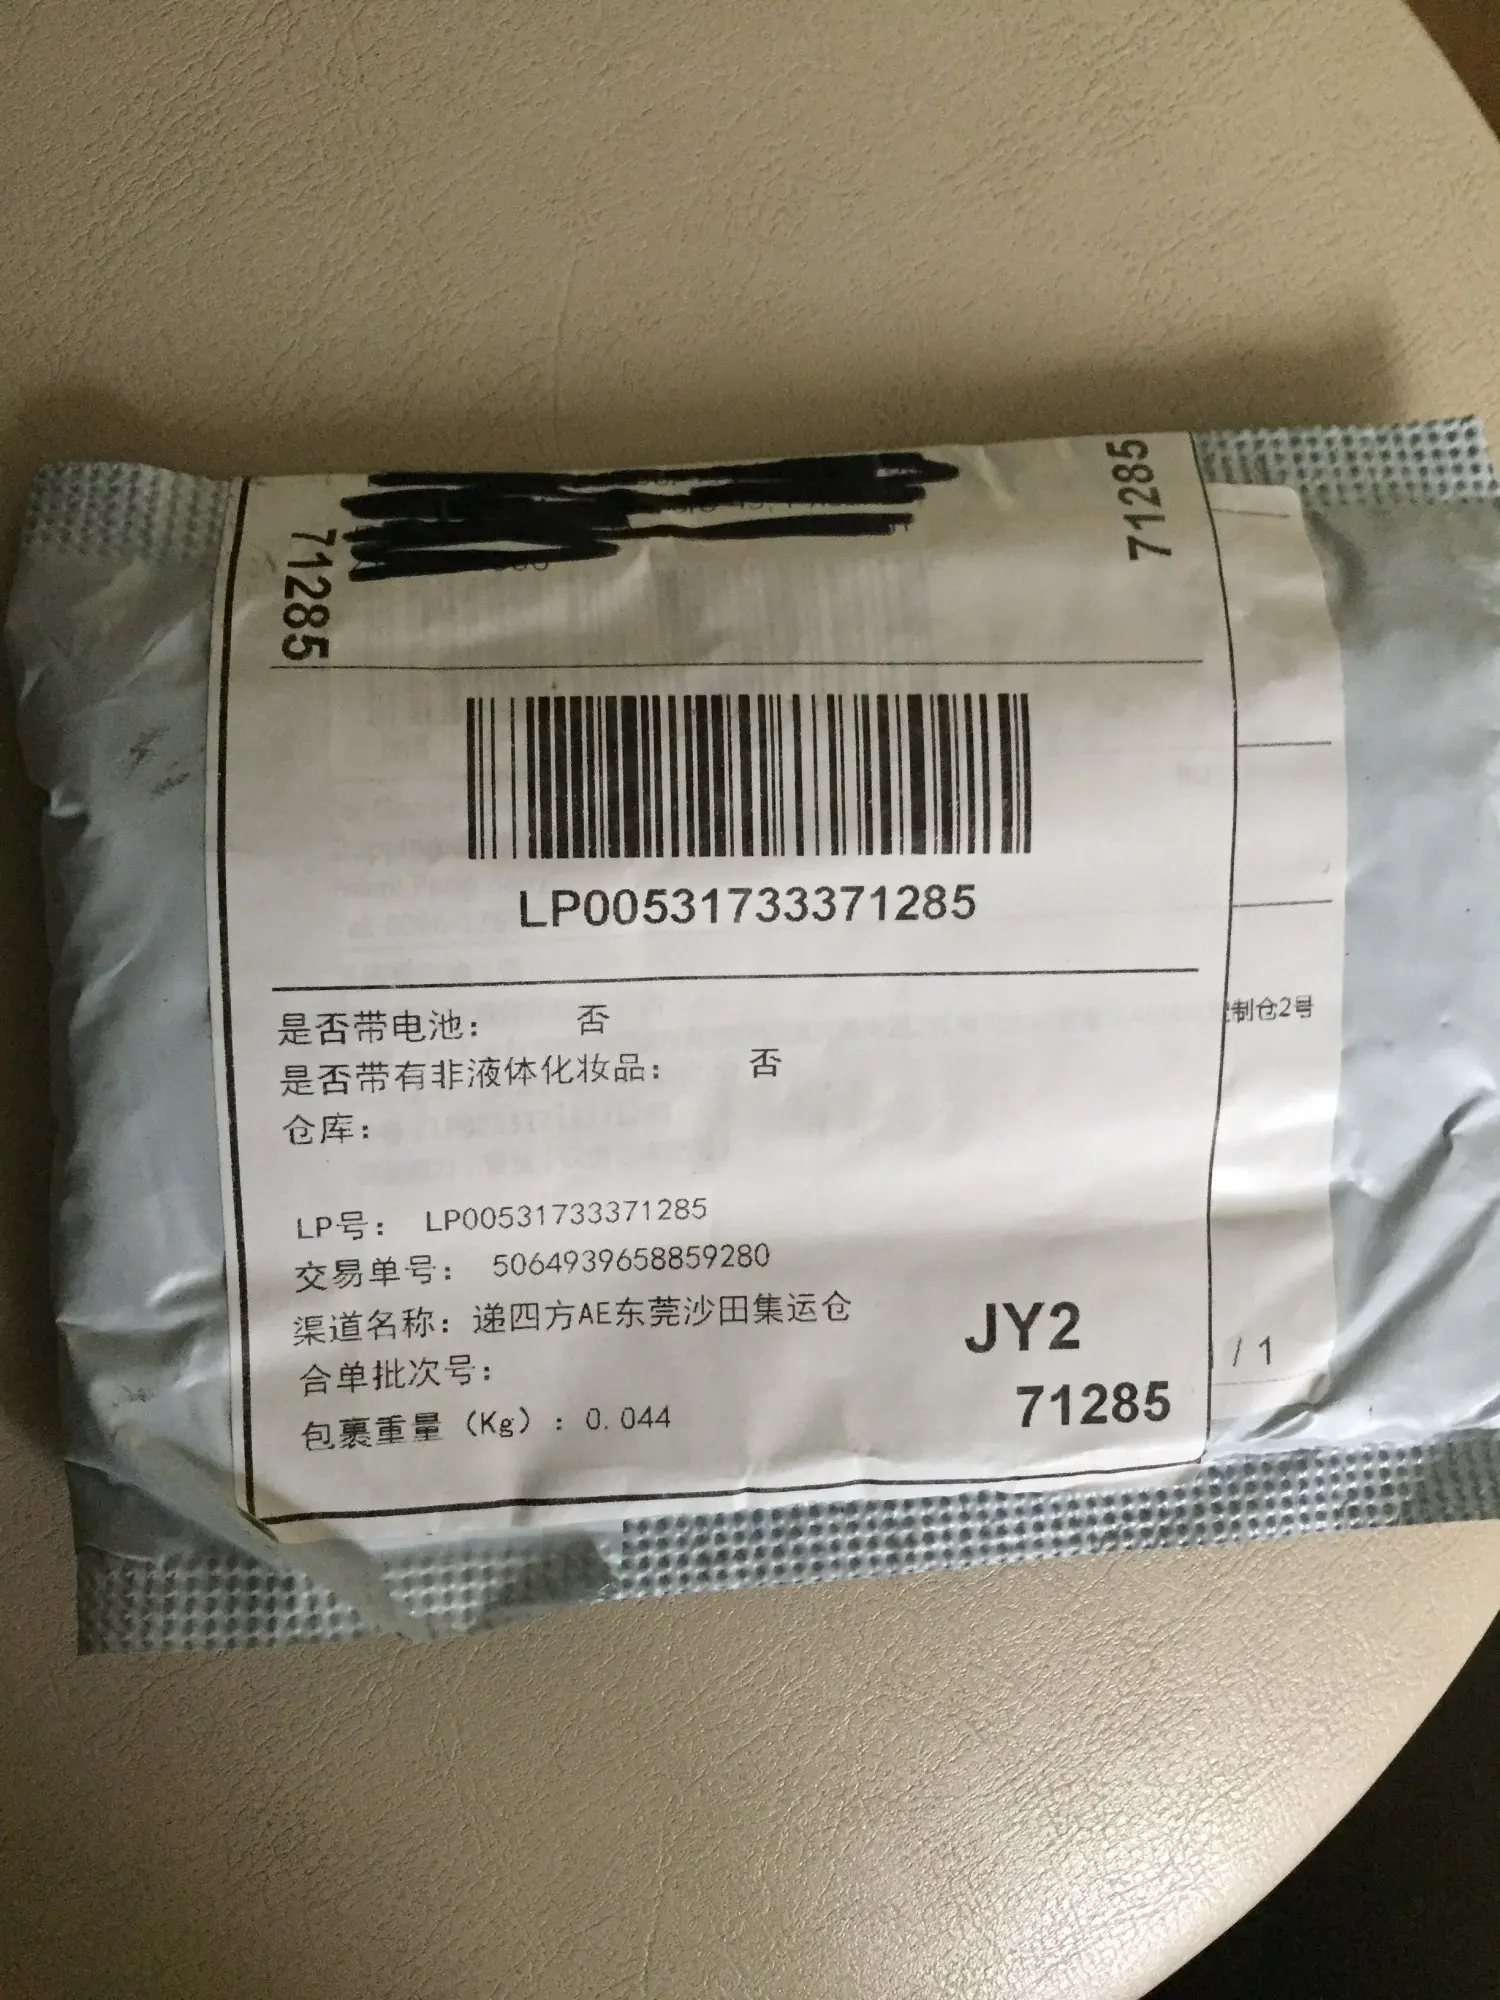 71285
71285
LP00531733371285
是否带电池： 否
是否带有非液体化妆品： 否
仓库：
制仓2号
LP号： LP00531733371285
交易单号： 5064939658859280
渠道名称：递四方AE东莞沙田集运仓
合单批次号：
包裹重量（Kg）：0.044
JY2
71285
/ 1